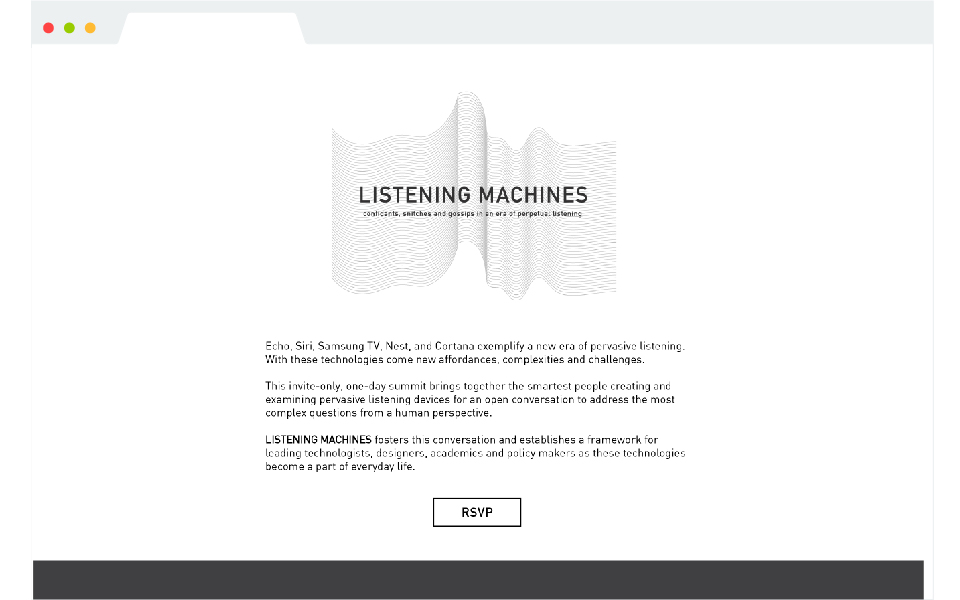 LISTENING MACHINES
confidants, snitches and gossips in an era of perpetual listening
Echo, Siri, Samsung TV, Nest, and Cortana exemplify a new era of pervasive listening.
With these technologies come new affordances, complexities and challenges.
This invite-only, one-day summit brings together the smartest people creating and
examining pervasive listening devices for an open conversation to address the most
complex questions from a human perspective.
LISTENING MACHINES fosters this conversation and establishes a framework for
leading technologists, designers, academics and policy makers as these technologies
become a part of everyday life.
RSVP